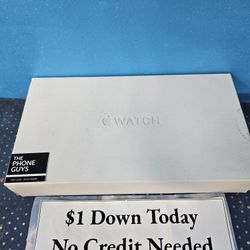 WATCH
THE
PHONE
GUYS
$1 Down Today
No Credit Needed